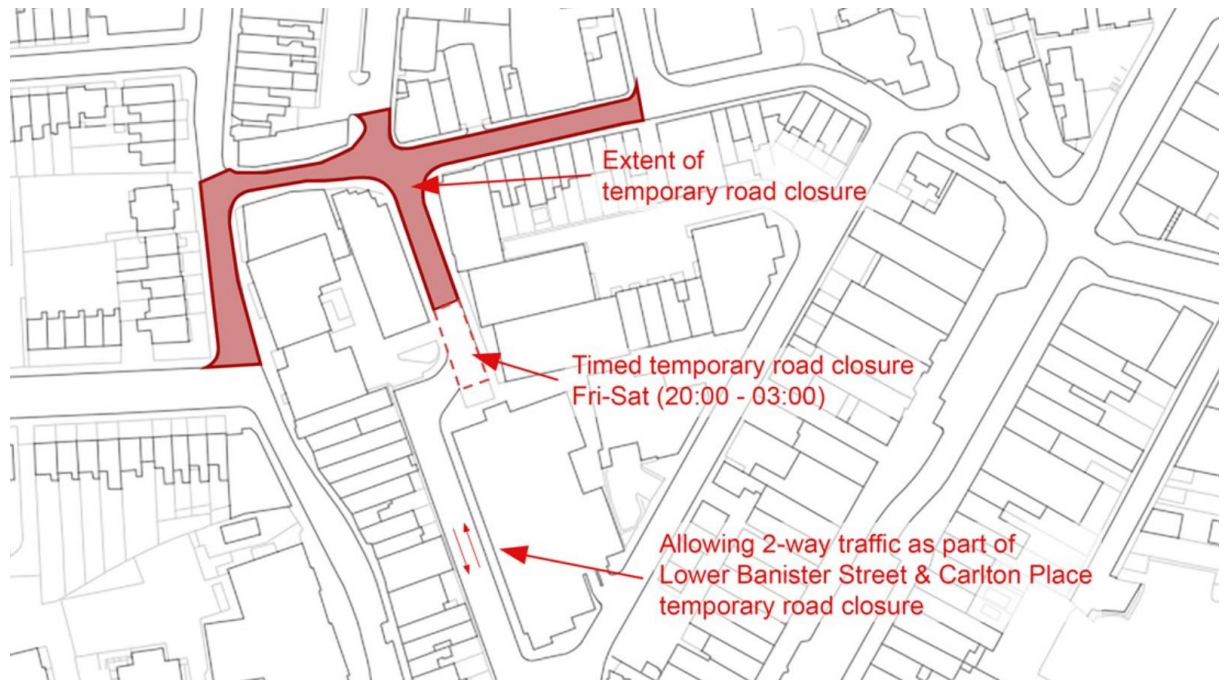 Extent of
temporary road closure
Timed temporary road closure
Fri-Sat (20:00 - 03:00)
Allowing 2-way traffic as part of
Lower Banister Street & Carlton Place
temporary road closure